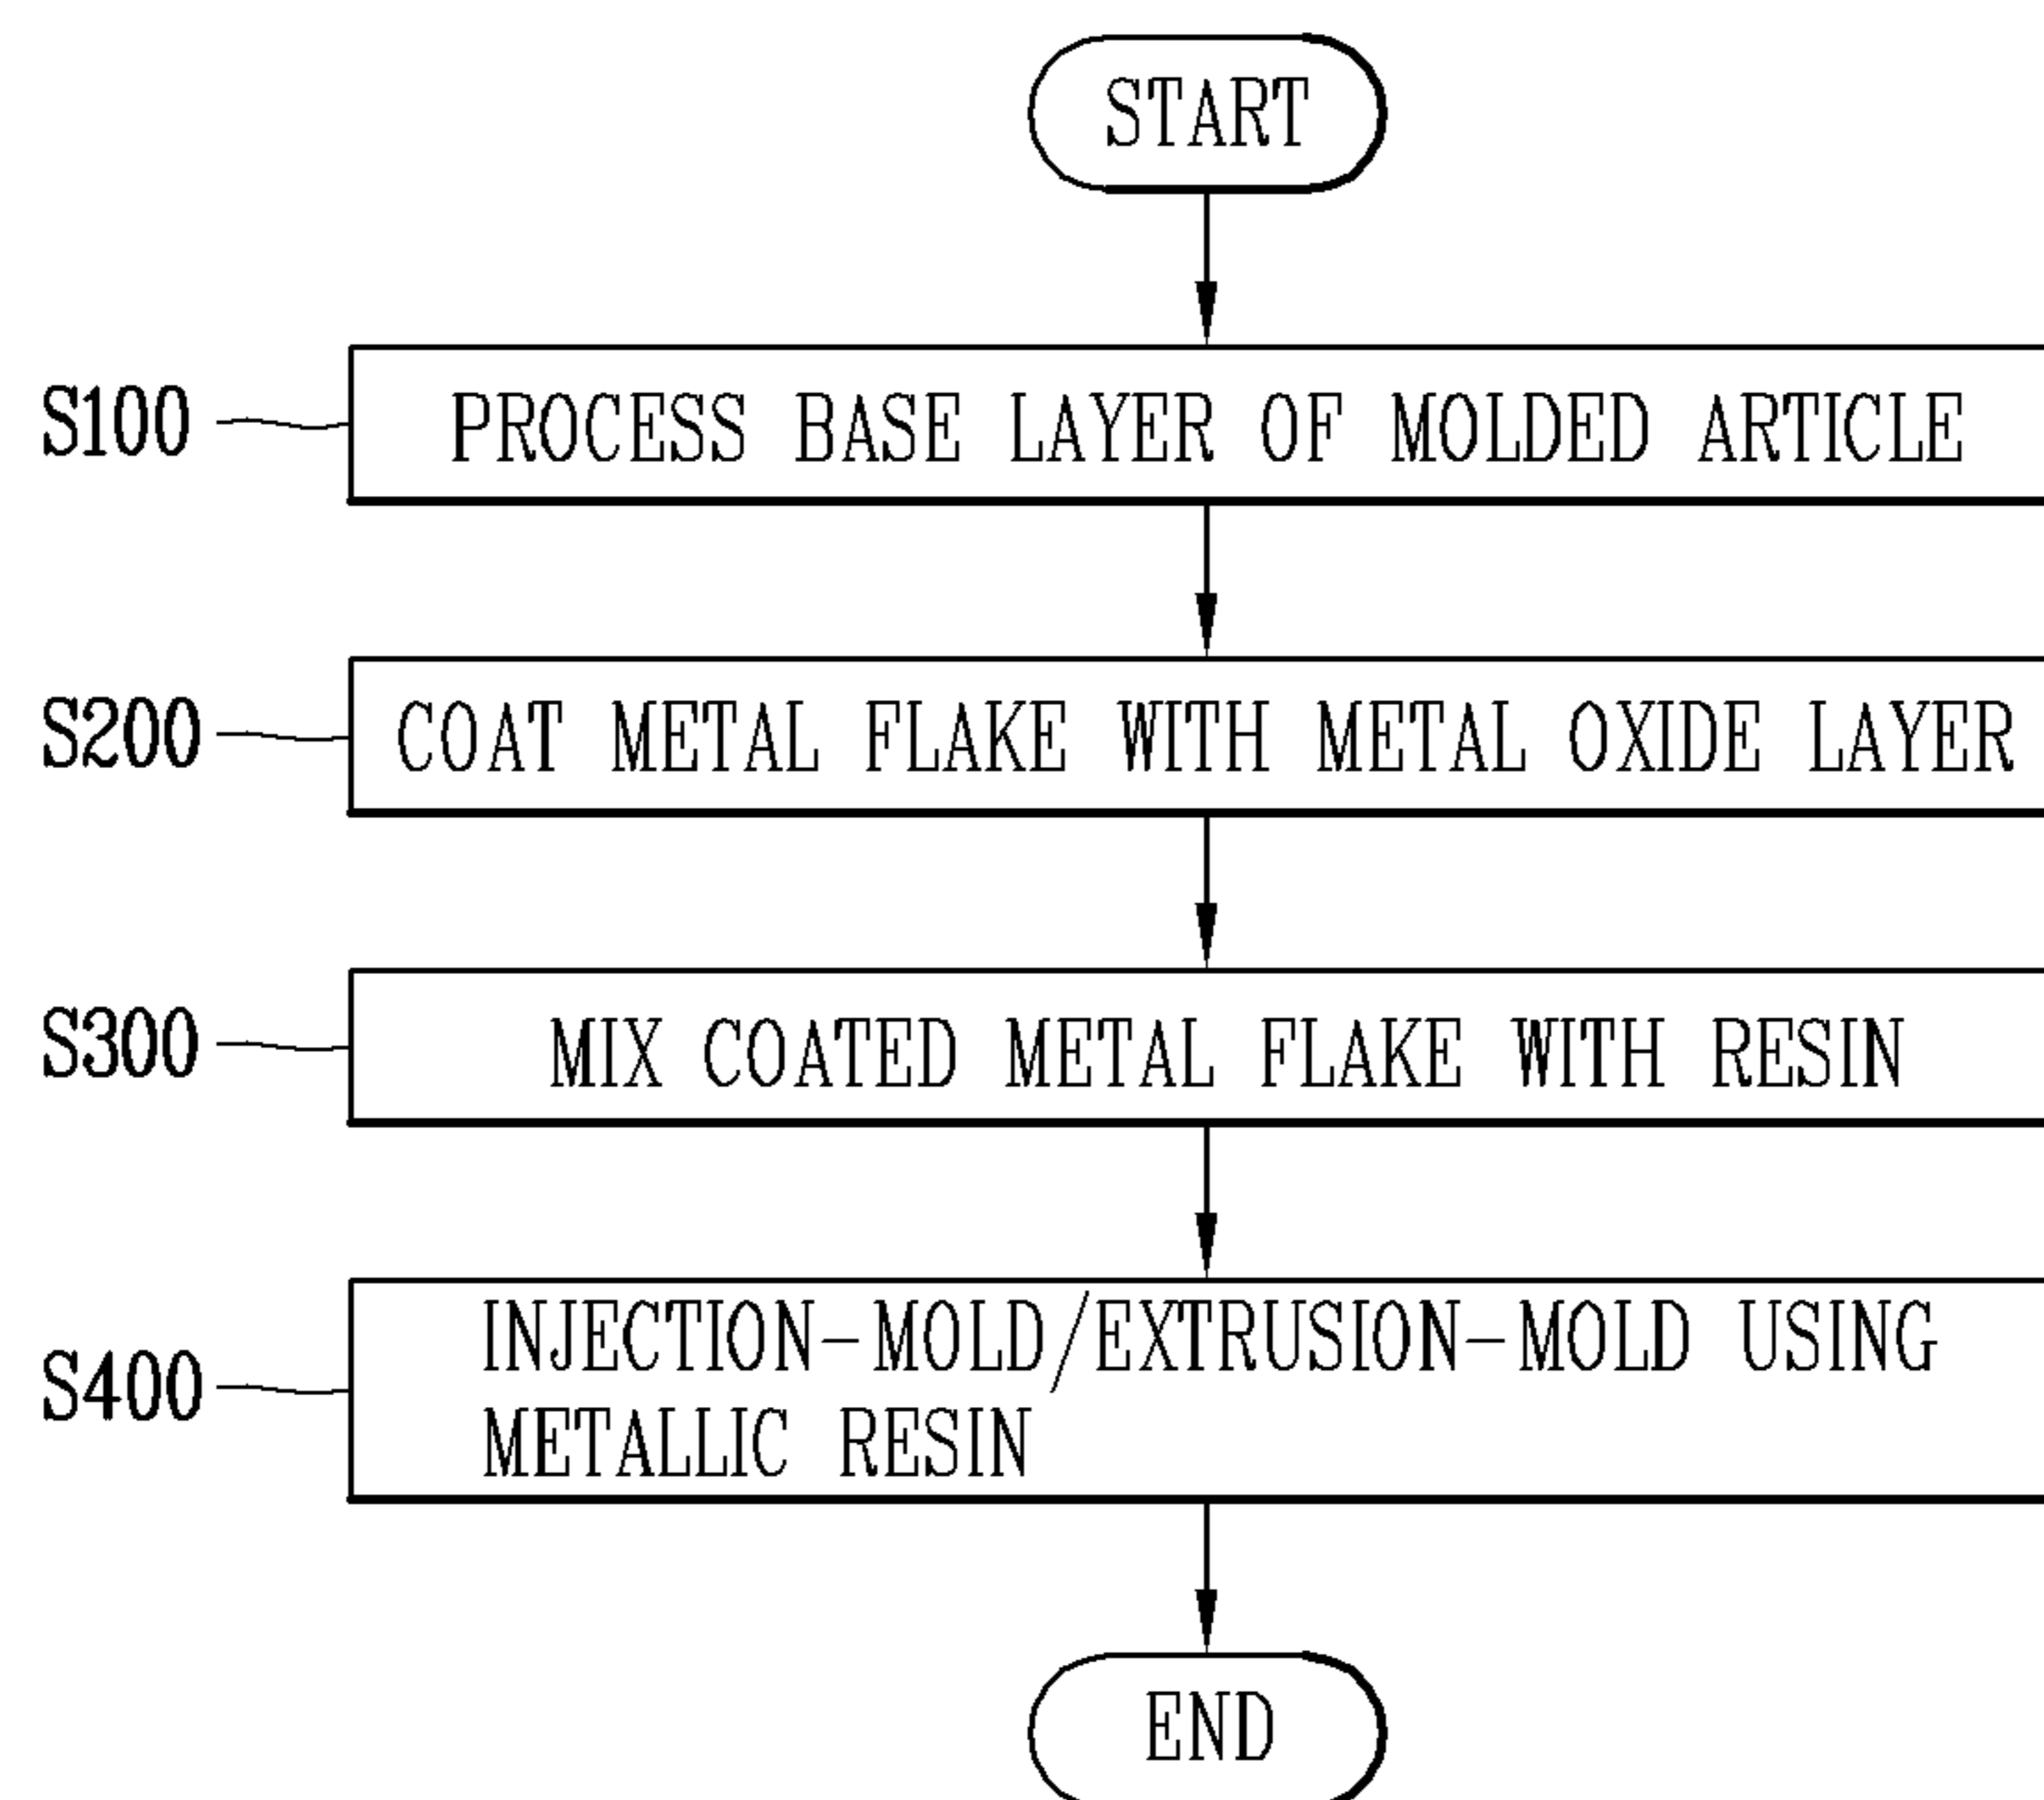 START
S100
PROCESS BASE LAYER OF MOLDED ARTICLE
S200
COAT METAL FLAKE WITH METAL OXIDE LAYER
S300
MIX COATED METAL FLAKE WITH RESIN
S400
INJECTION-MOLD/EXTRUSION-MOLD USING
METALLIC RESIN
END